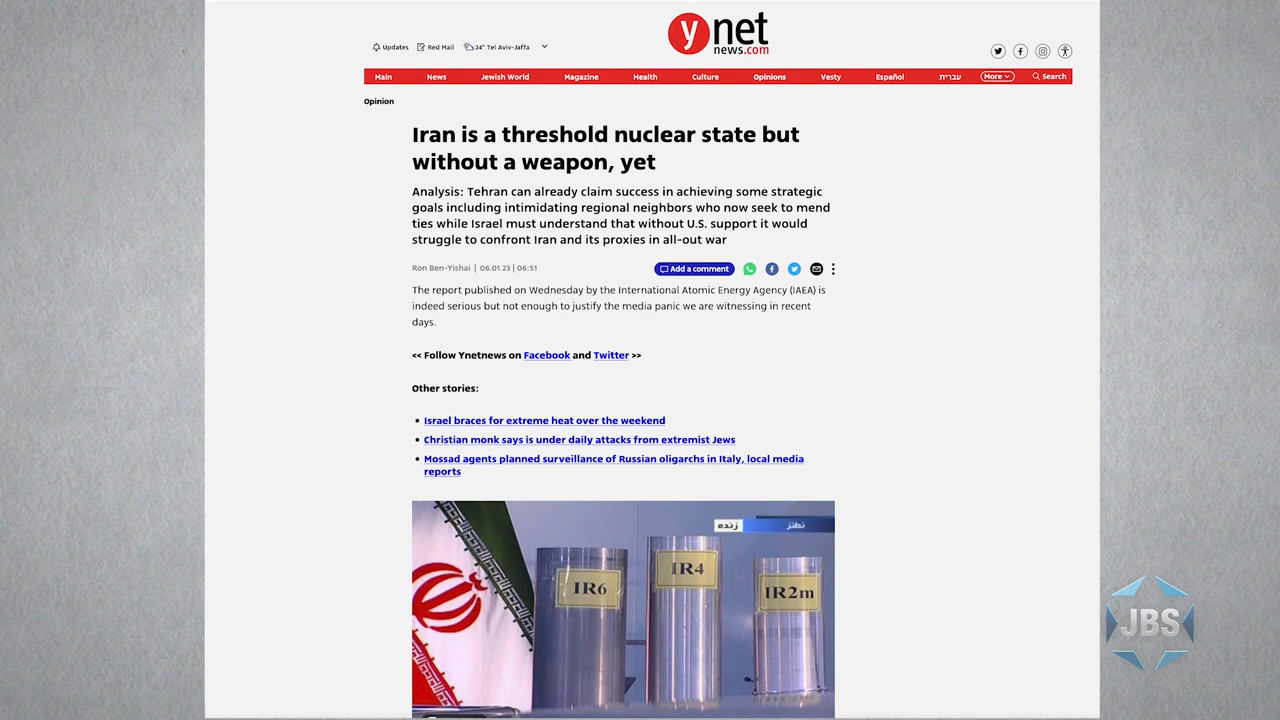 y net
news.com
Updates Red Mail 24° Tel Aviv-Jaffa
Main News Jewish World Magazine Health Culture Opinions Vesty Español עברית More Search
Opinion
Iran is a threshold nuclear state but
without a weapon, yet
Analysis: Tehran can already claim success in achieving some strategic
goals including intimidating regional neighbors who now seek to mend
ties while Israel must understand that without U.S. support it would
struggle to confront Iran and its proxies in all-out war
Ron Ben-Yishai | 06.01.23 | 06:51 Add a comment
The report published on Wednesday by the International Atomic Energy Agency (IAEA) is
indeed serious but not enough to justify the media panic we are witnessing in recent
days.
<< Follow Ynetnews on Facebook and Twitter >>
Other stories:
• Israel braces for extreme heat over the weekend
• Christian monk says is under daily attacks from extremist Jews
• Mossad agents planned surveillance of Russian oligarchs in Italy, local media
reports
زنده نطنز
IR6 IR4 IR2m
JBS